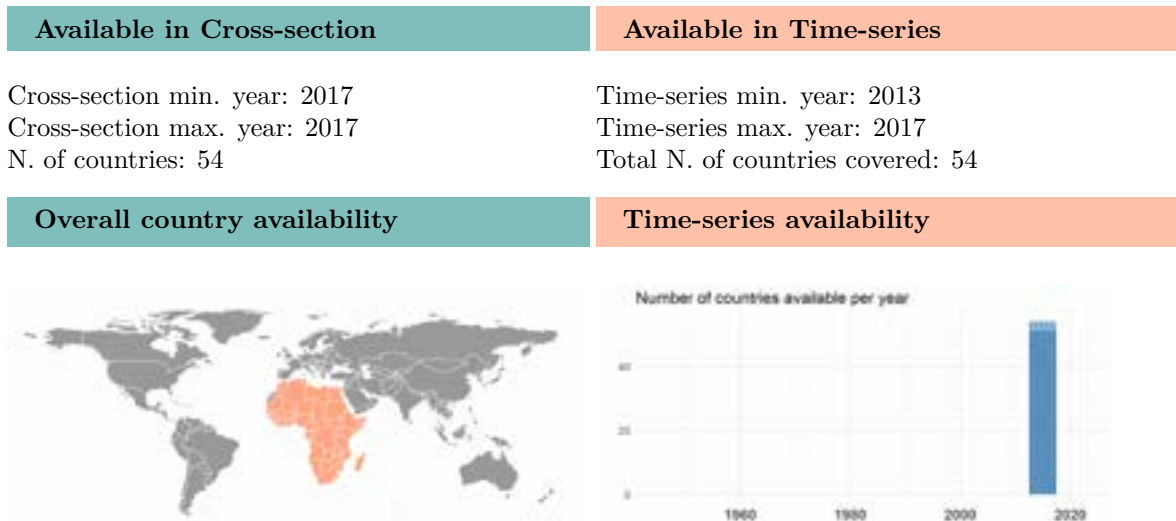 Available in Cross-section
Available in Time-series
Cross-section min. year: 2017
Cross-section max. year: 2017
N. of countries: 54
Time-series min. year: 2013
Time-series max. year: 2017
Total N. of countries covered: 54
Overall country availability
Time-series availability
Number of countries available per year
40
20
0
1960
1980
2000
2020